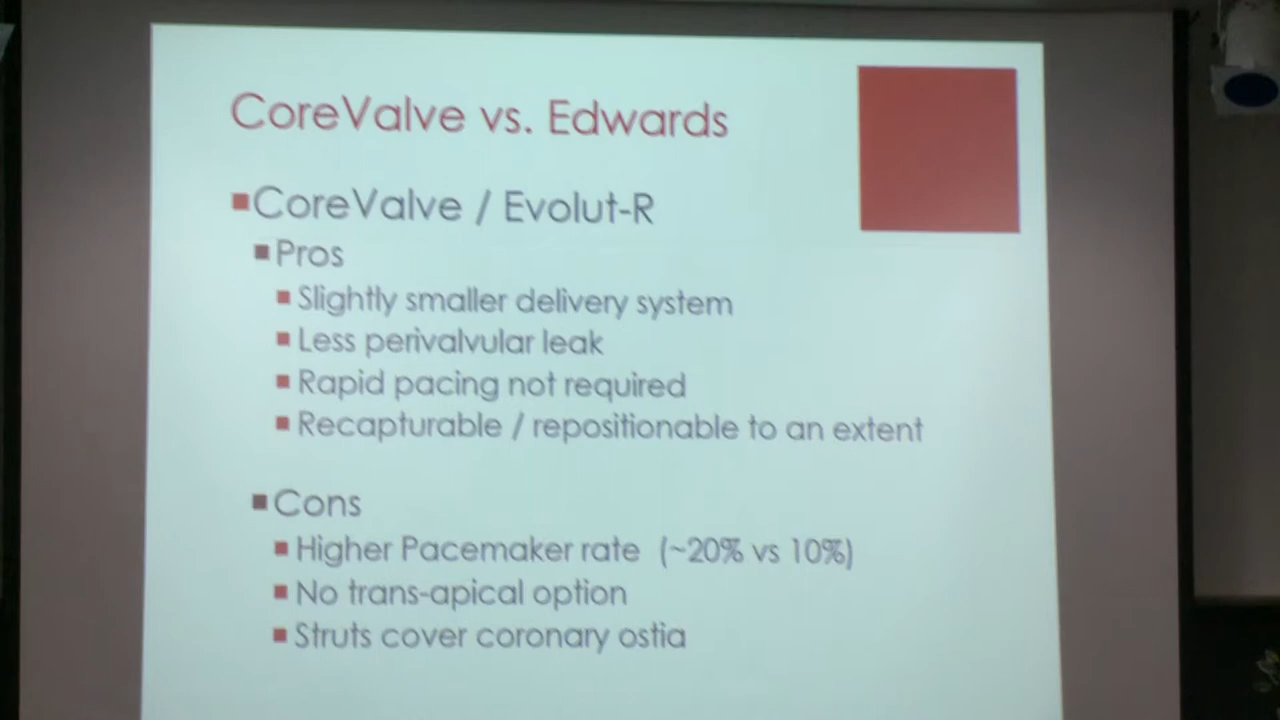 CoreValve vs. Edwards
CoreValve / Evolut-R
Pros
Slightly smaller delivery system
Less perivalvular leak
Rapid pacing not required
Recapturable / repositionable to an extent
Cons
Higher Pacemaker rate (~20% vs 10%)
No trans-apical option
Struts cover coronary ostia